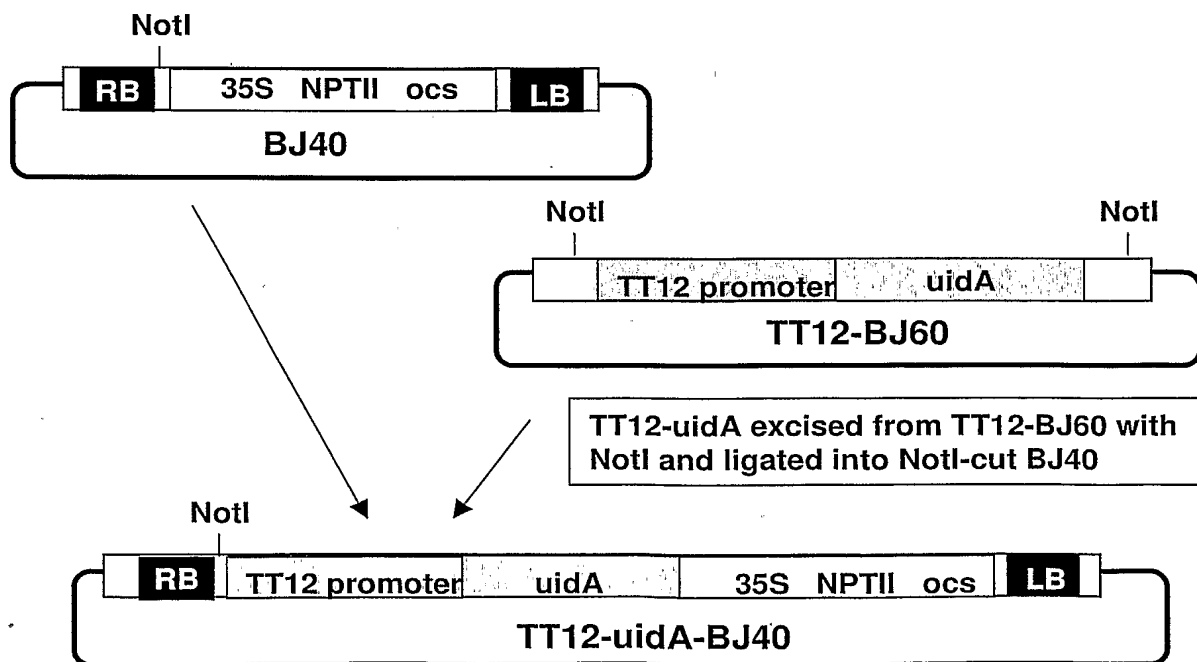 NotI
RB 35S NPTII ocs LB
BJ40
NotI NotI
TT12 promoter uidA
TT12-BJ60
TT12-uidA excised from TT12-BJ60 with
NotI and ligated into NotI-cut BJ40
NotI
RB TT12 promoter uidA 35S NPTII ocs LB
TT12-uidA-BJ40